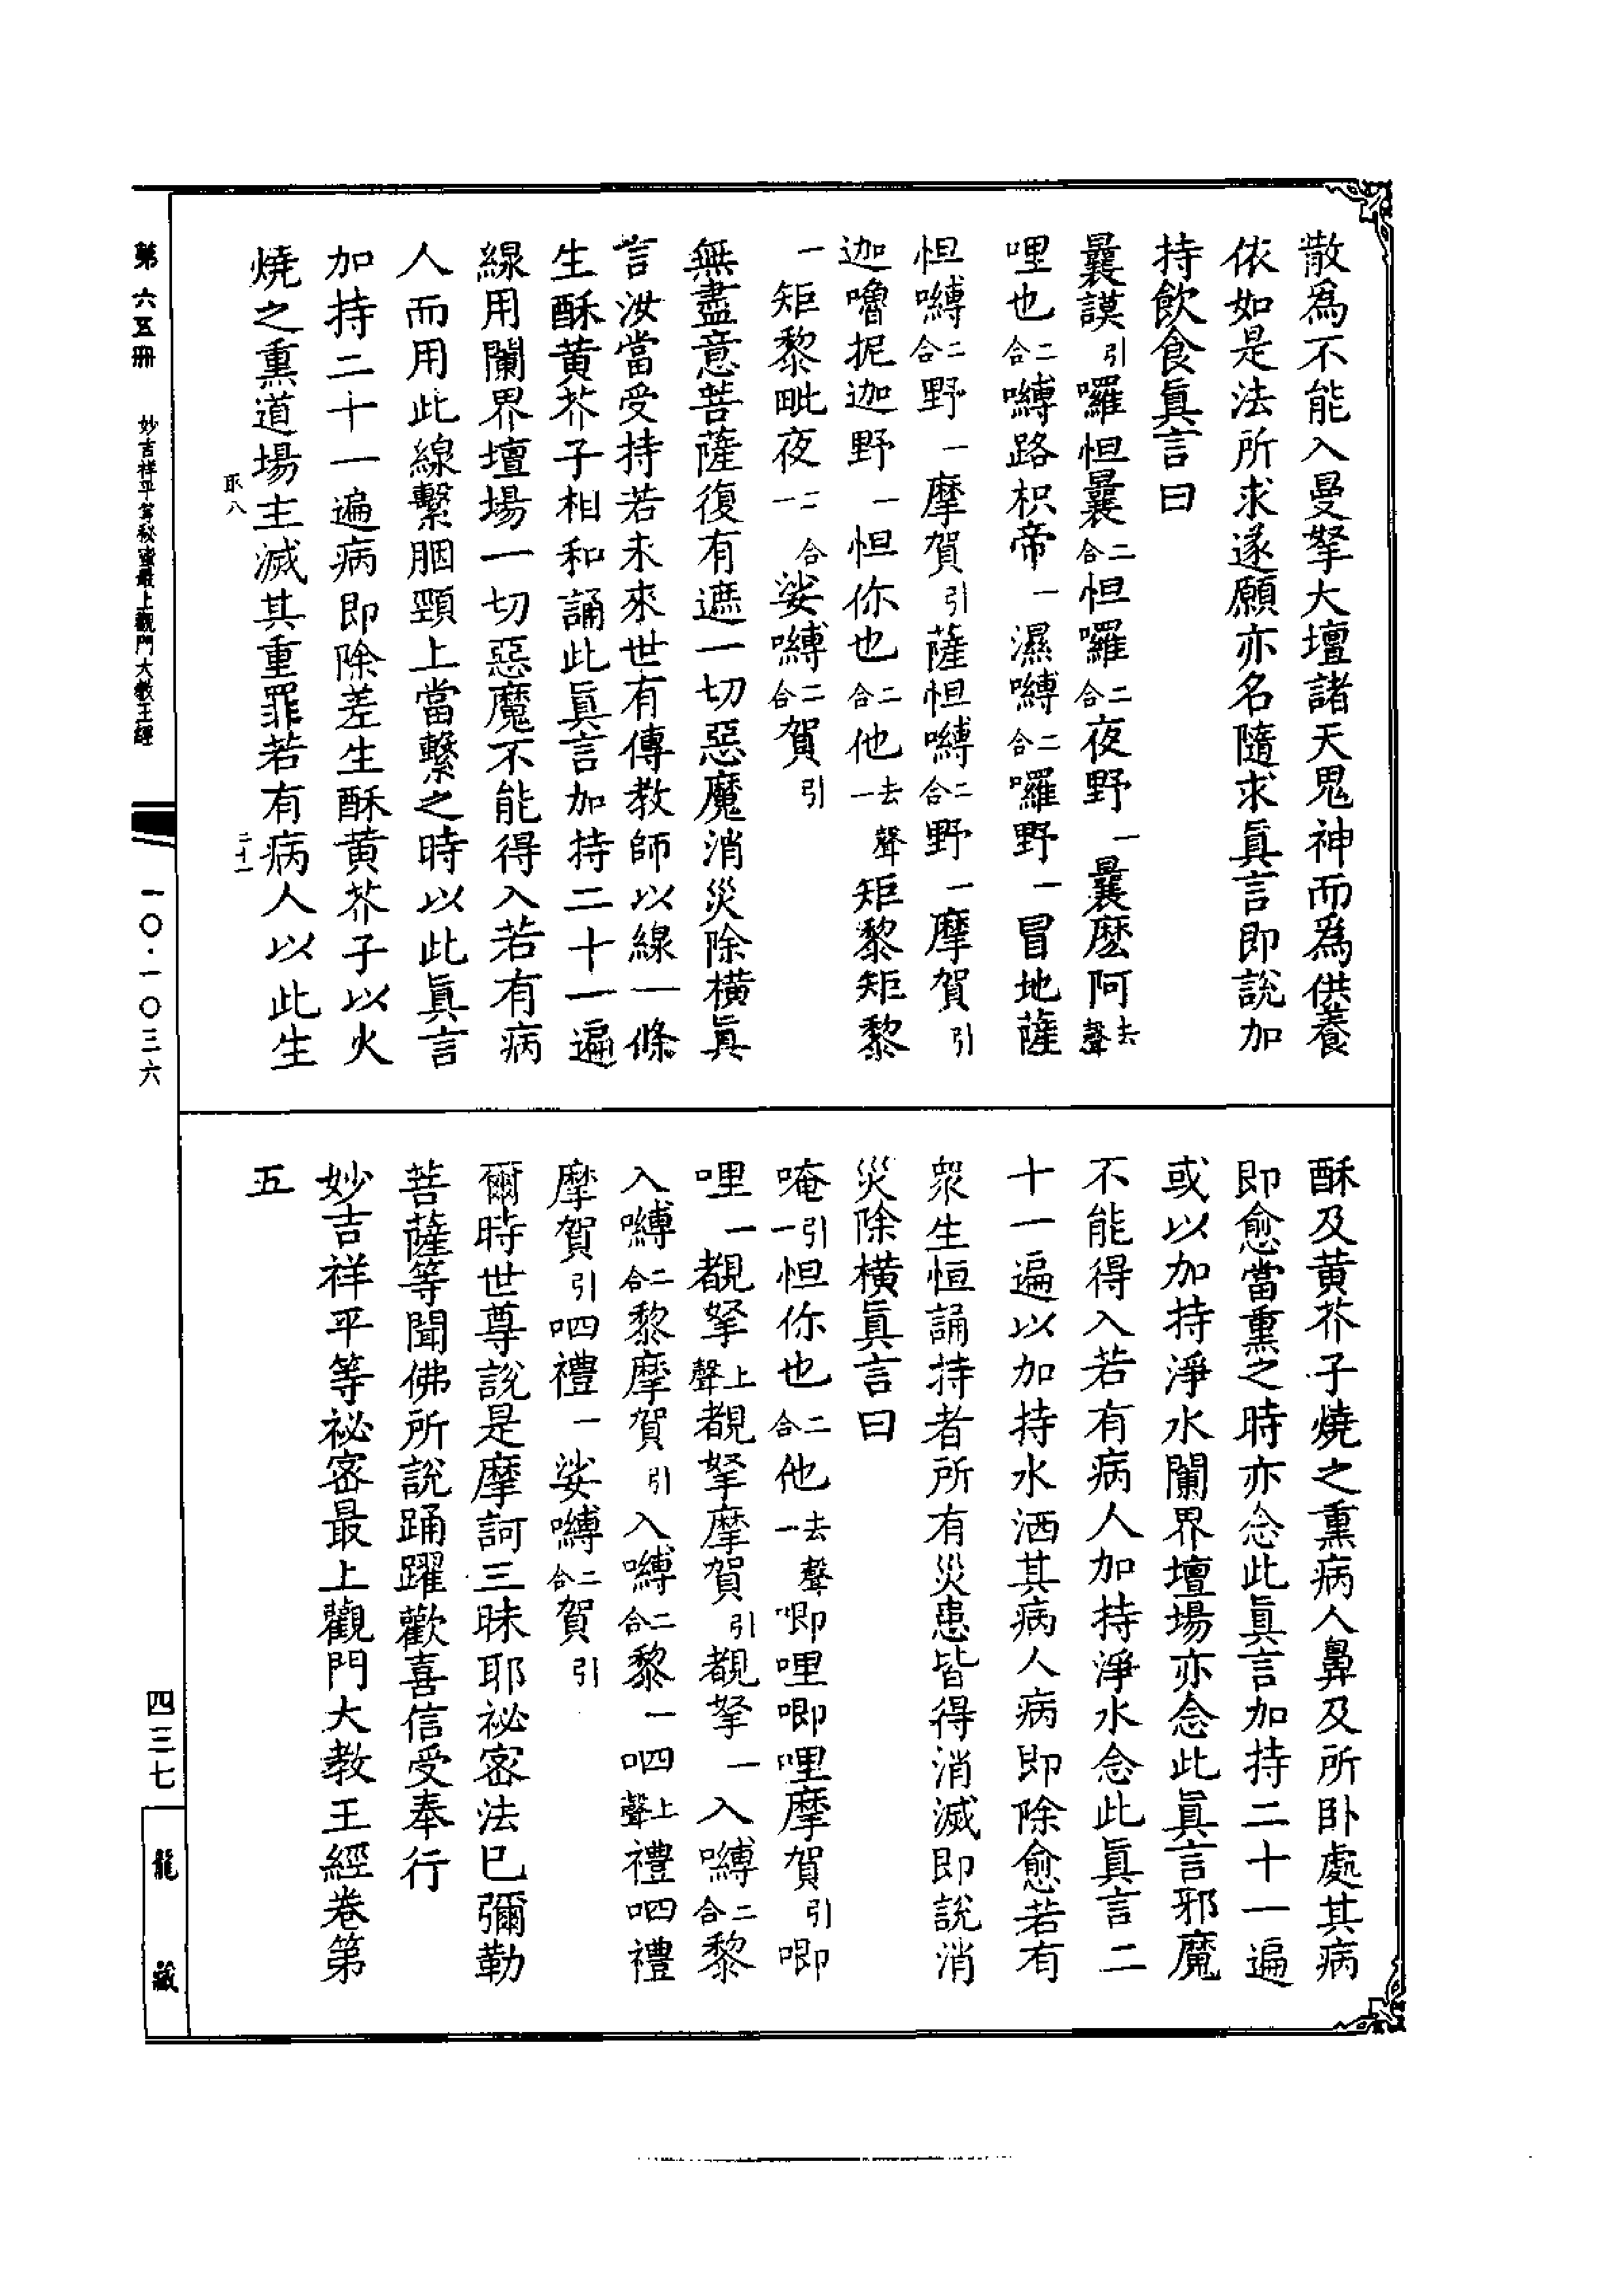 散為不能入曼拏大壇諸天鬼神而爲供養
依如是法所求遂願亦名隨求眞言即說加
持飲食眞言曰
曩謨引囉怛曩二合怛囉二合夜野一曩麽阿去聲
哩也二合嚩路枳帝一濕嚩二合囉野一冒地薩
怛嚩二合野一摩賀引薩怛嚩二合野一摩賀引
迦嚕抳迦野一怛你也二合他去聲一矩黎矩黎
一矩黎毗夜二合一娑嚩二合賀引
無盡意菩薩復有遮一切惡魔消災除橫眞
言汝當受持若未來世有傳教師以線一條
生酥黄芥子相和誦此眞言加持二十一遍
線用闌界壇場一切惡魔不能得入若有病
人而用此線繫胭頸上當繫之時以此眞言
加持二十一遍病即除差生酥黄芥子以火
燒之熏道場主滅其重罪若有病人以此生
取八 二十一
酥及黄芥子燒之熏病人鼻及所卧處其病
即愈當熏之時亦念此眞言加持二十一遍
或以加持淨水闌界壇場亦念此眞言邪魔
不能得入若有病人加持淨水念此眞言二
十一遍以加持水洒其病人病即除愈若有
衆生恒誦持者所有災患皆得消滅即說消
災除橫眞言曰
唵引一怛你也二合他去聲一唧哩唧哩摩賀引唧
哩一覩拏上聲覩拏摩賀引覩拏一入嚩二合黎
入嚩二合黎摩賀引入嚩二合黎一呬上聲禮呬禮
摩賀引呬禮一娑嚩二合賀引
爾時世尊說是摩訶三昧耶祕密法已彌勒
菩薩等聞佛所說踊躍歡喜信受奉行
妙吉祥平等祕密最上觀門大教王經卷第
五
第六五冊 妙吉祥平等秘密最上觀門大教王經 一〇·一〇三六 四三七 龍藏